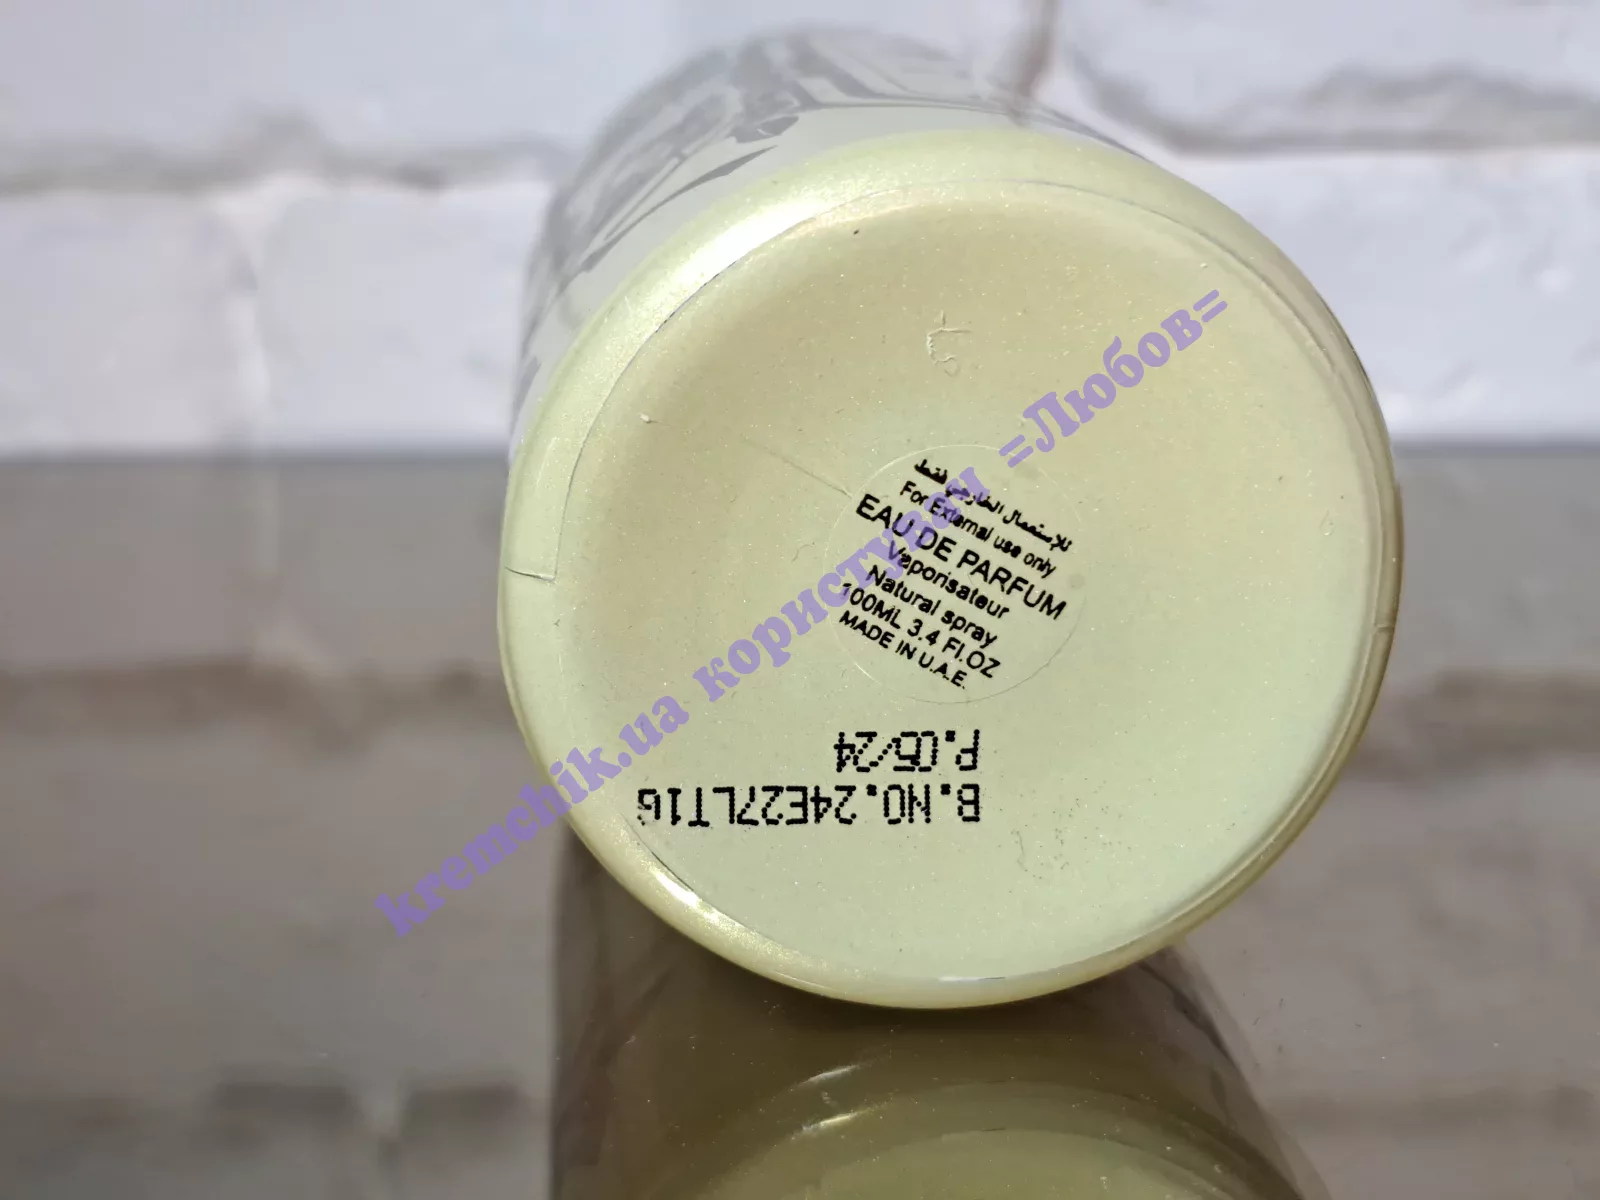 للإستعمال الخارجي فقط
For External use only
EAU DE PARFUM
Vaporisateur
Natural spray
100ML 3.4 Fl.OZ
MADE IN U.A.E.
B.NO.24E27LT1G
P.05/24
kremchik.ua користувач =Любов=